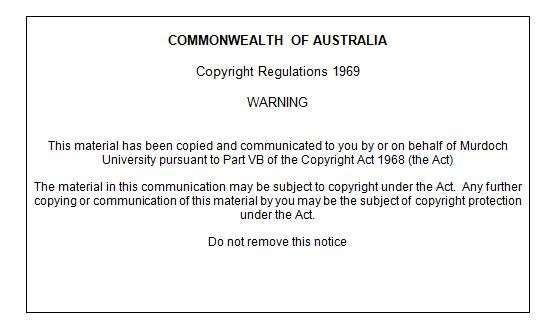 COMMONWEALTH OF AUSTRALIA
Copyright Regulations 1969
WARNING
This material has been copied and communicated to you by or on behalf of Murdoch
University pursuant to Part VB of the Copyright Act 1968 (the Act)
The material in this communication may be subject to copyright under the Act. Any further
copying or communication of this material by you may be the subject of copyright protection
under the Act.
Do not remove this notice